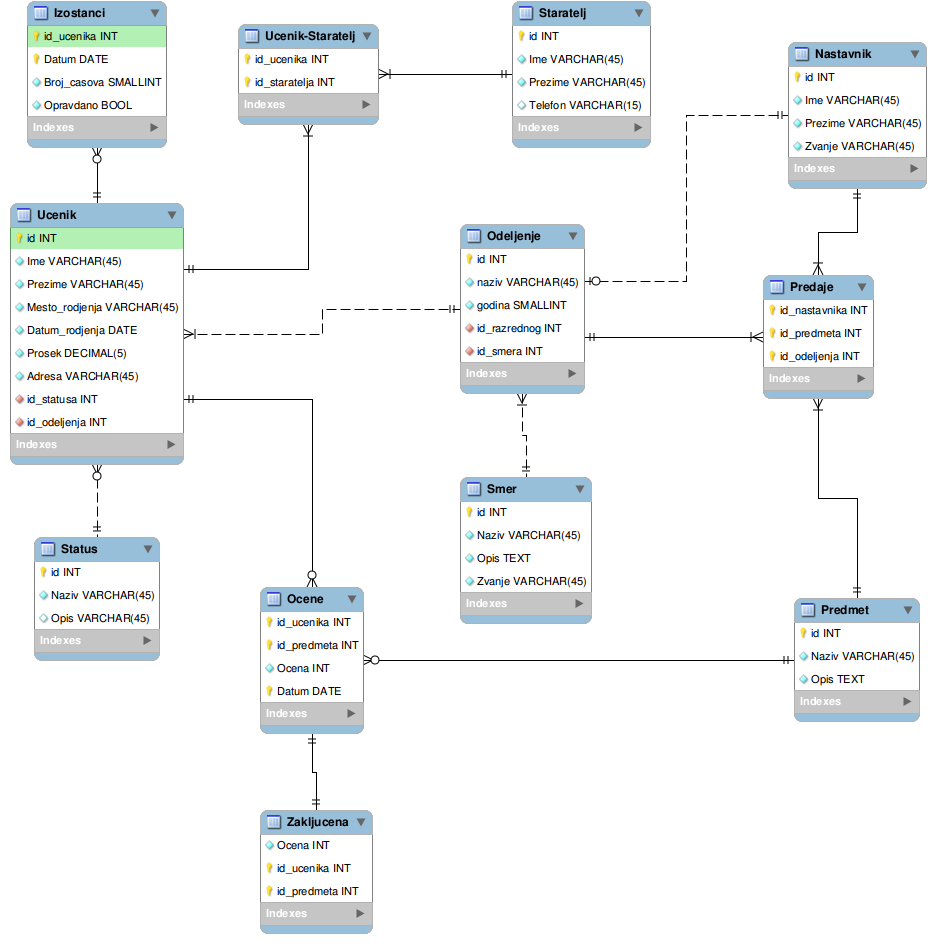 Izostanci
id_ucenika INT
Datum DATE
Broj_casova SMALLINT
Opravdano BOOL
Indexes
Ucenik-Staratelj
id_ucenika INT
id_staratelja INT
Indexes
Staratelj
id INT
Ime VARCHAR(45)
Prezime VARCHAR(45)
Telefon VARCHAR(15)
Indexes
Nastavnik
id INT
Ime VARCHAR(45)
Prezime VARCHAR(45)
Zvanje VARCHAR(45)
Indexes
Ucenik
id INT
Ime VARCHAR(45)
Prezime VARCHAR(45)
Mesto_rodjenja VARCHAR(45)
Datum_rodjenja DATE
Prosek DECIMAL(5)
Adresa VARCHAR(45)
id_statusa INT
id_odeljenja INT
Indexes
Odeljenje
id INT
naziv VARCHAR(45)
godina SMALLINT
id_razrednog INT
id_smera INT
Indexes
Predaje
id_nastavnika INT
id_predmeta INT
id_odeljenja INT
Indexes
Smer
id INT
Naziv VARCHAR(45)
Opis TEXT
Zvanje VARCHAR(45)
Indexes
Status
id INT
Naziv VARCHAR(45)
Opis VARCHAR(45)
Indexes
Ocene
id_ucenika INT
id_predmeta INT
Ocena INT
Datum DATE
Indexes
Predmet
id INT
Naziv VARCHAR(45)
Opis TEXT
Indexes
Zakljucena
Ocena INT
id_ucenika INT
id_predmeta INT
Indexes